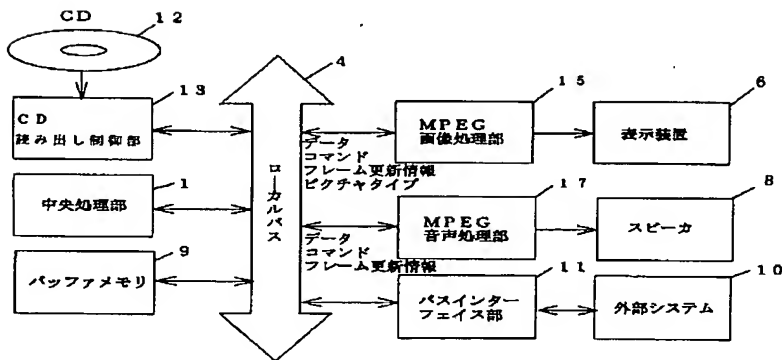 CD
12
13
CD
読み出し制御部
1
中央処理部
9
バッファメモリ
4
ローカルバス
データ
コマンド
フレーム更新情報
ピクチャタイプ
データ
コマンド
フレーム更新情報
15
MPEG
画像処理部
6
表示装置
17
MPEG
音声処理部
8
スピーカ
11
バスインター
フェイス部
10
外部システム